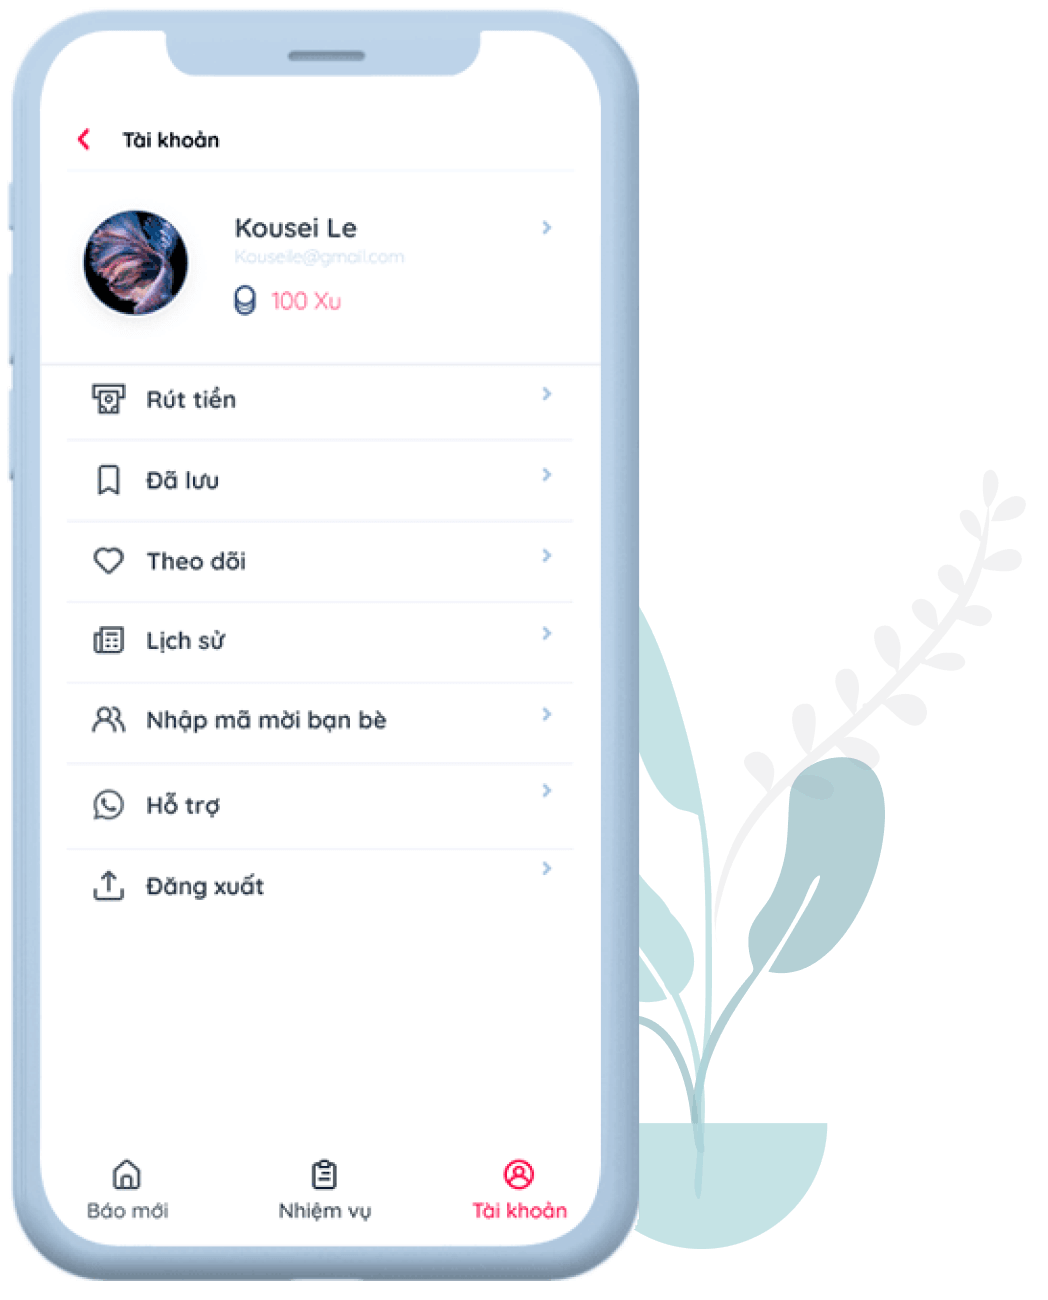 Tài khoản
Kousei Le
Kouseile@gmail.com
100 Xu
Rút tiền
Đã lưu
Theo dõi
Lịch sử
Nhập mã mời bạn bè
Hỗ trợ
Đăng xuất
Báo mới
Nhiệm vụ
Tài khoản